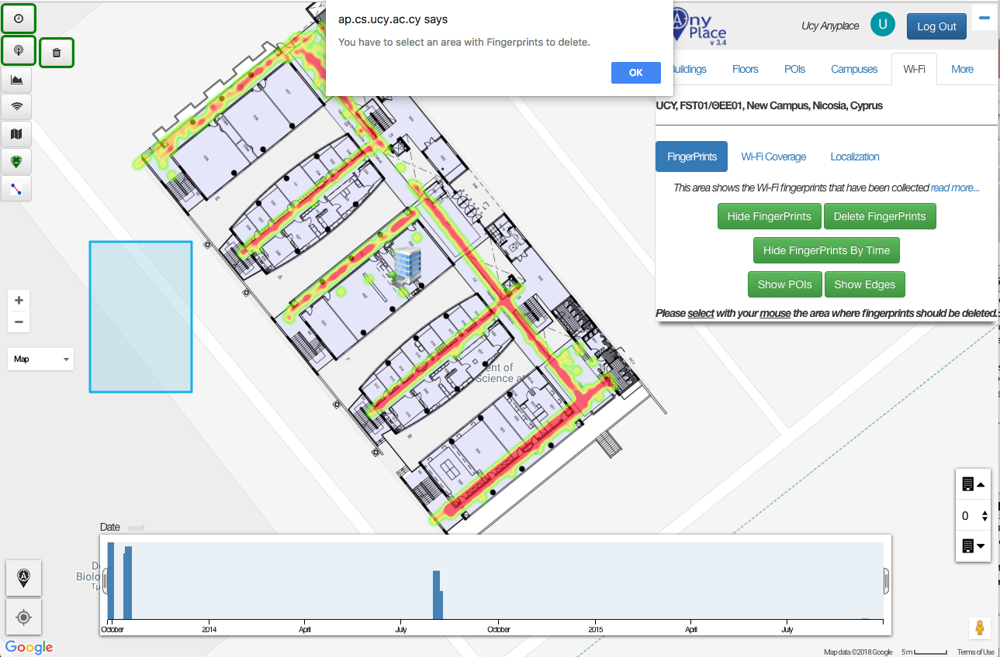 ap.cs.ucy.ac.cy says
You have to select an area with Fingerprints to delete.
OK
Any
Place
v 3.4
Ucy Anyplace
U
Log Out
Buildings
Floors
POIs
Campuses
Wi-Fi
More
UCY, FST01/ΘEE01, New Campus, Nicosia, Cyprus
FingerPrints
Wi-Fi Coverage
Localization
This area shows the Wi-Fi fingerprints that have been collected read more...
Hide FingerPrints
Delete FingerPrints
Hide FingerPrints By Time
Show POIs
Show Edges
Please select with your mouse the area where fingerprints should be deleted.
+
−
Map
ent of
Science a
0
Date
reset
D
Biolo
Τμ
October
2014
April
July
October
2015
April
July
Google
Map data ©2018 Google
5 m
Terms of Use